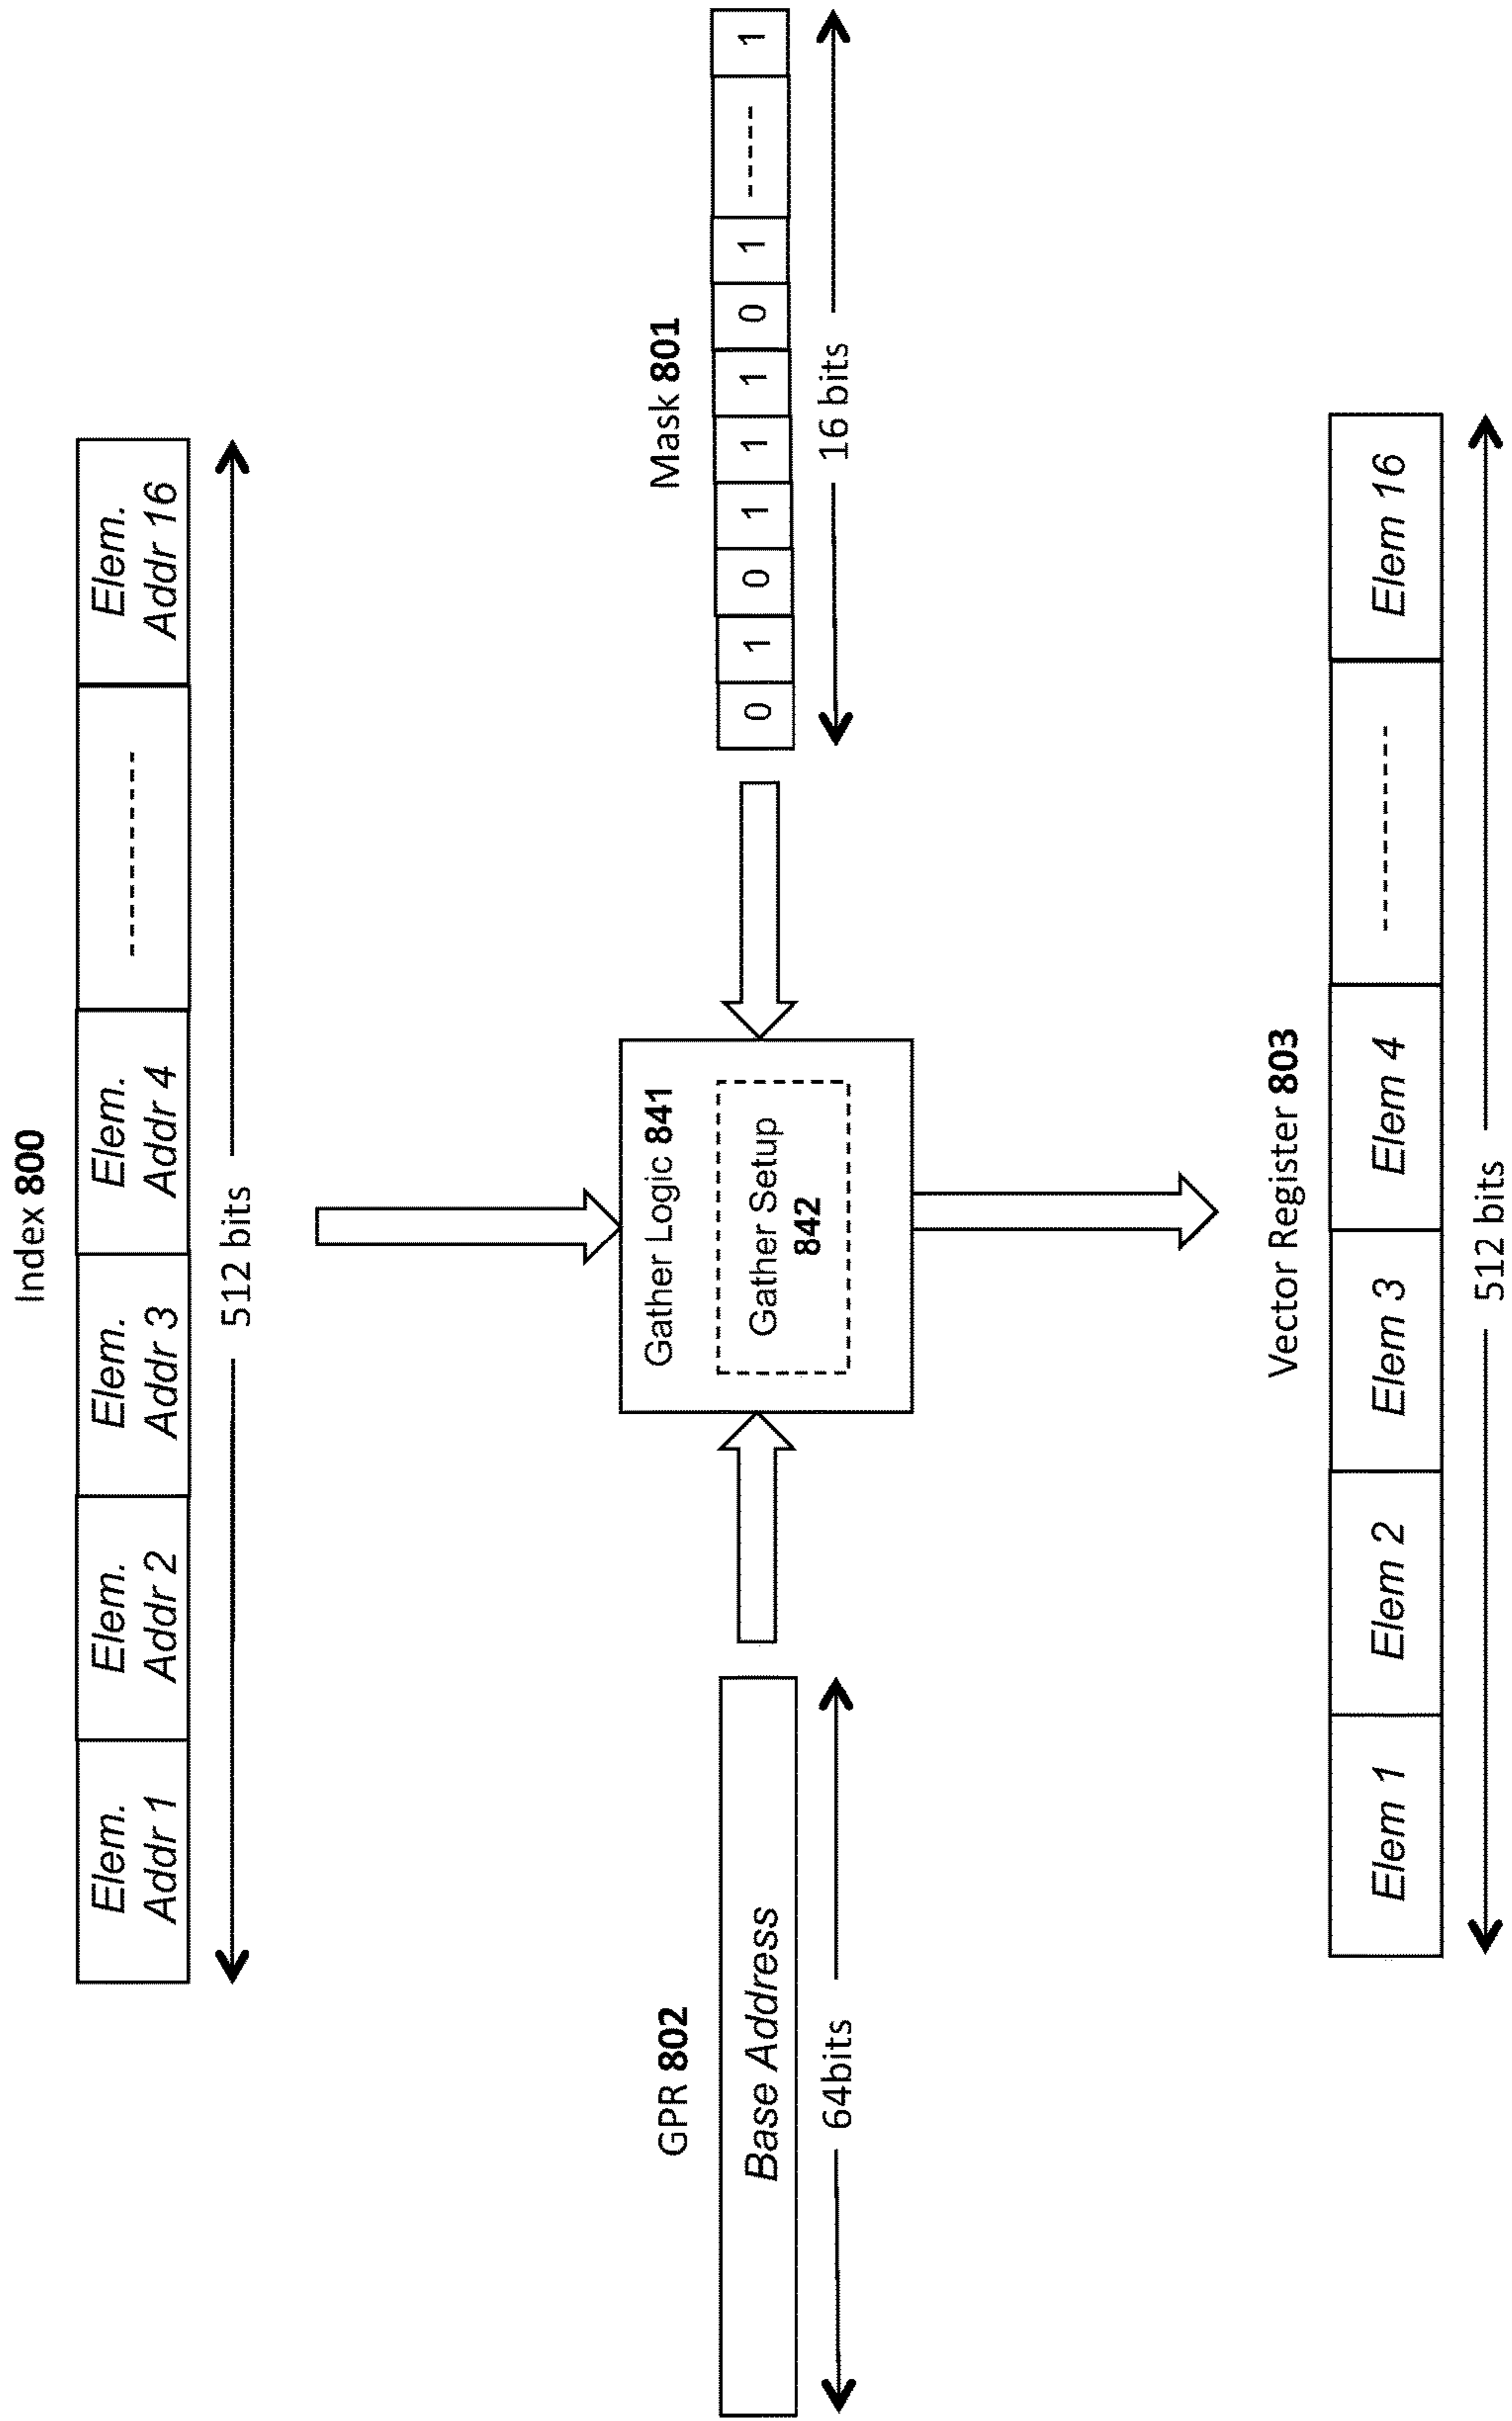 Index 800
Elem.
Addr 1
Elem.
Addr 2
Elem.
Addr 3
Elem.
Addr 4
----------
Elem.
Addr 16
512 bits
GPR 802
Base Address
64bits
Gather Logic 841
Gather Setup
842
Mask 801
0 1 0 1 1 1 0 1 ----- 1
16 bits
Vector Register 803
Elem 1 Elem 2 Elem 3 Elem 4 ---------- Elem 16
512 bits